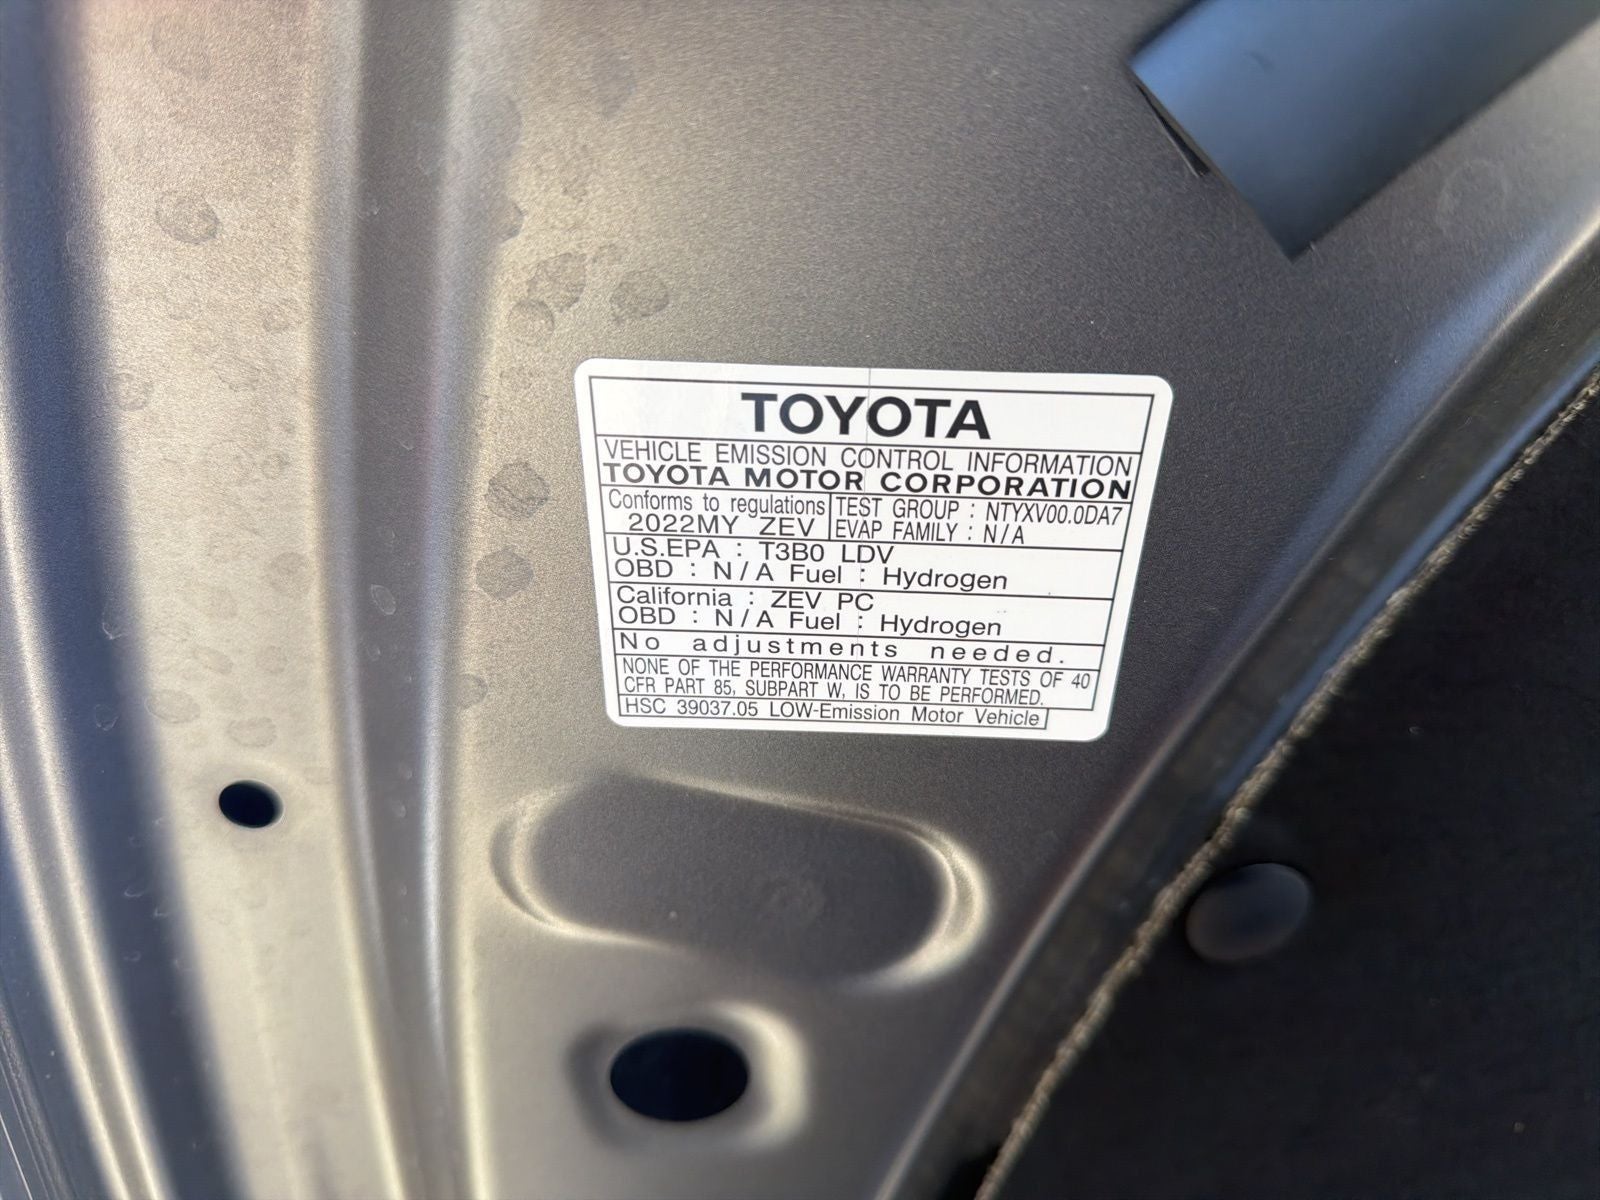 TOYOTA
VEHICLE EMISSION CONTROL INFORMATION
TOYOTA MOTOR CORPORATION
Conforms to regulations
2022MY ZEV
TEST GROUP : NTYXV00.0DA7
EVAP FAMILY : N/A
U.S.EPA : T3B0 LDV
OBD : N/A Fuel : Hydrogen
California : ZEV PC
OBD : N/A Fuel : Hydrogen
No adjustments needed.
NONE OF THE PERFORMANCE WARRANTY TESTS OF 40
CFR PART 85, SUBPART W, IS TO BE PERFORMED.
HSC 39037.05 LOW-Emission Motor Vehicle